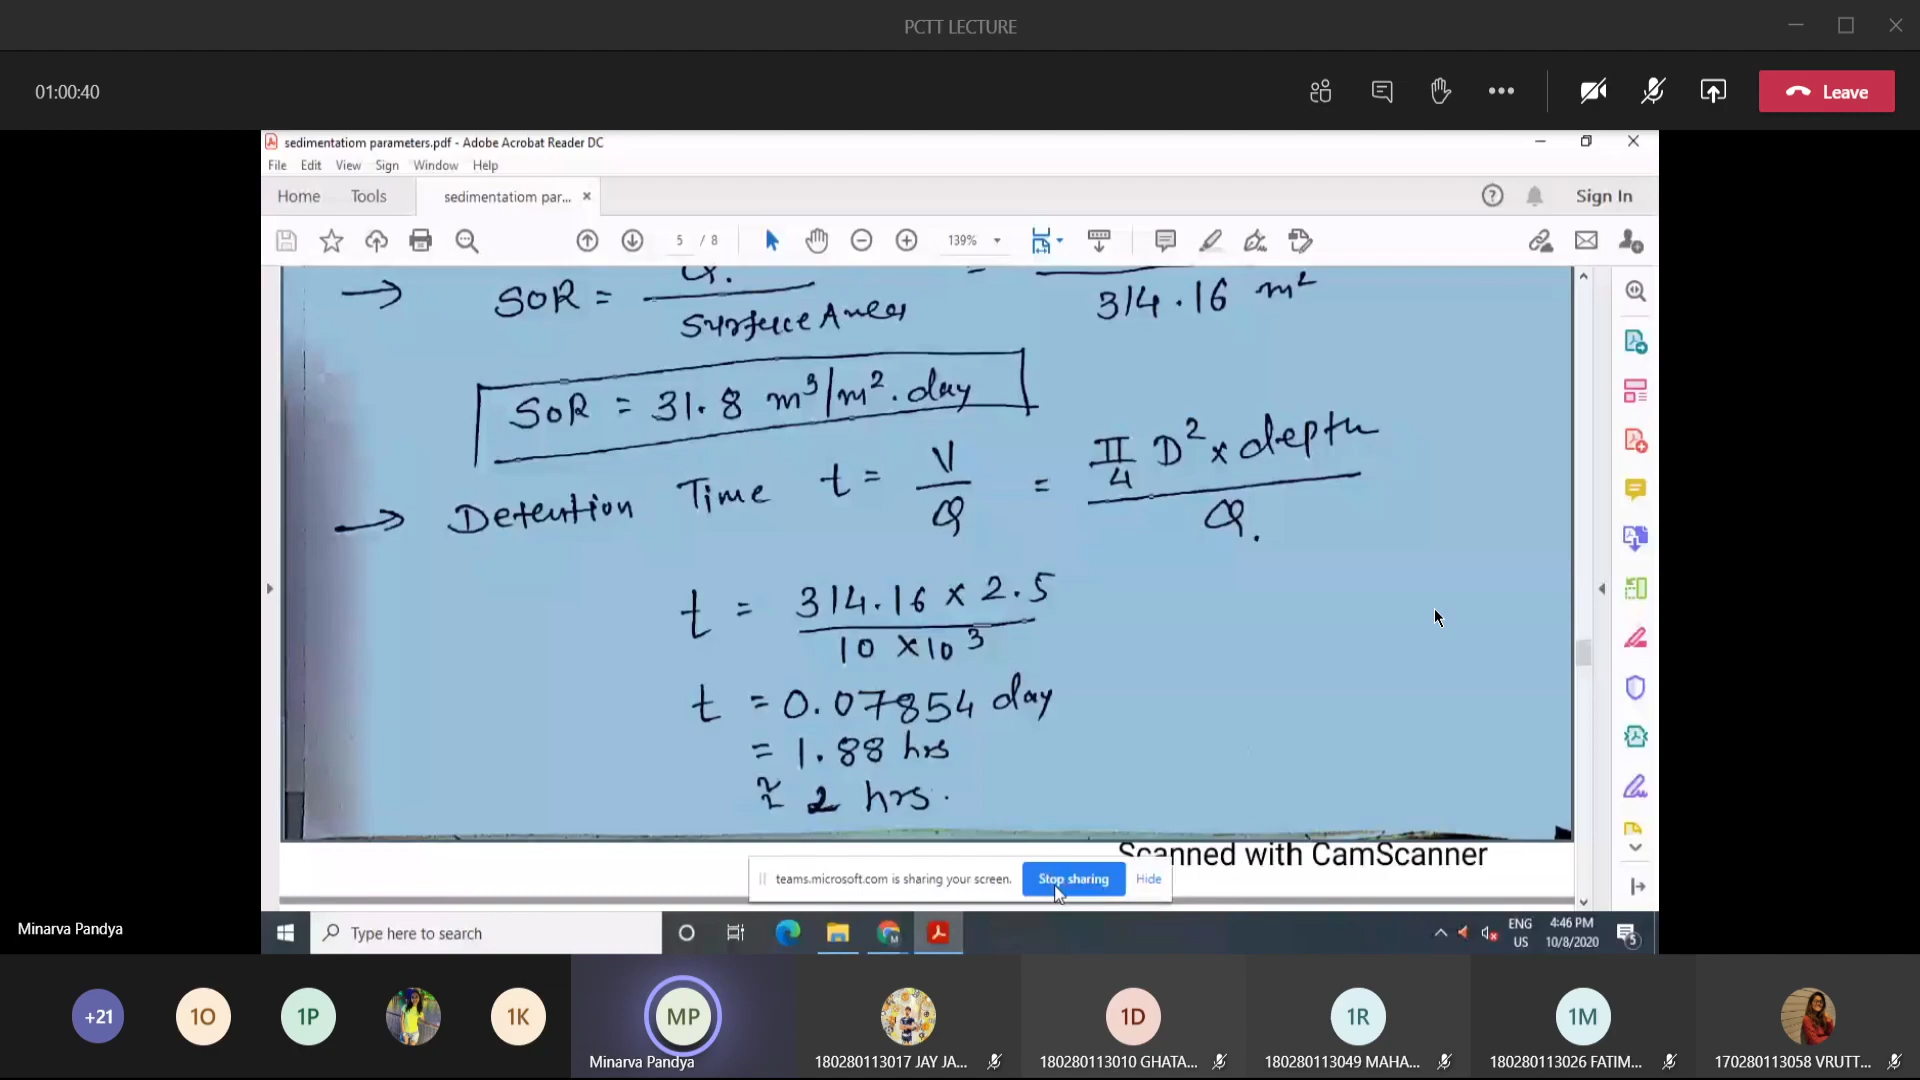 PCTT LECTURE
01:00:40
Leave
sedimentatiom parameters.pdf - Adobe Acrobat Reader DC
File Edit View Sign Window Help
Home Tools sedimentatiom par... × Sign In
5 / 8 139%
→ SOR = Q. / Surface Area = 314.16 m²
SOR = 31.8 m³/m².day
→ Detention Time t = V/Q = π/4 D² × depth / Q.
t = 314.16 × 2.5 / 10 × 10³
t = 0.07854 day
= 1.88 hrs
≈ 2 hrs.
Scanned with CamScanner
teams.microsoft.com is sharing your screen. Stop sharing Hide
Minarva Pandya
Type here to search
ENG US
4:46 PM
10/8/2020
5
+21 1O 1P 1K MP 1D 1R 1M
Minarva Pandya 180280113017 JAY JA... 180280113010 GHATA... 180280113049 MAHA... 180280113026 FATIM... 170280113058 VRUTT...